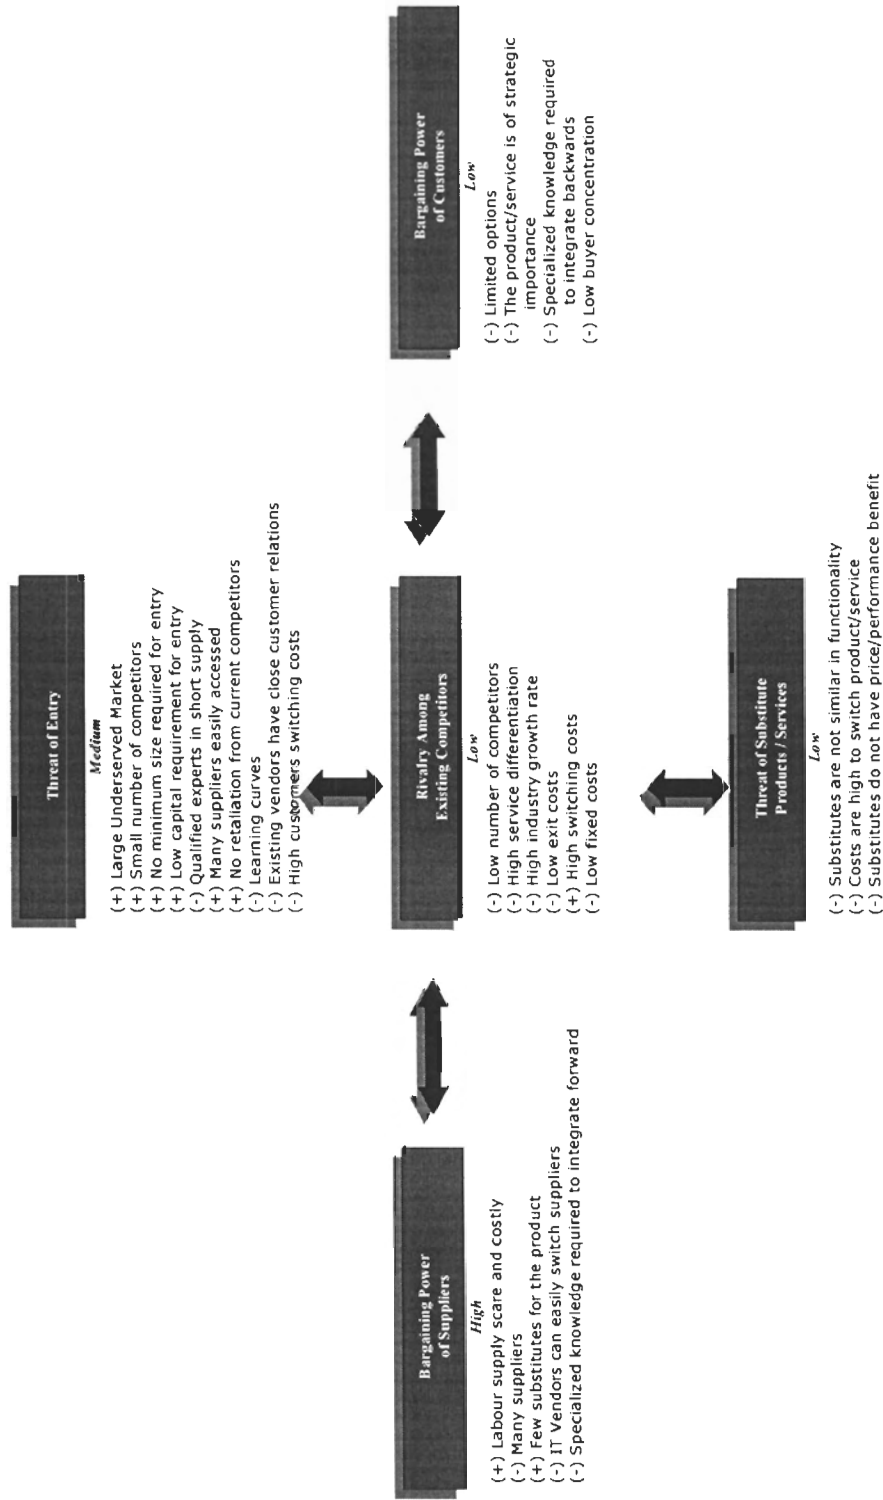 Threat of Entry
Medium
(+) Large Underserved Market
(+) Small number of competitors
(+) No minimum size required for entry
(+) Low capital requirement for entry
(-) Qualified experts in short supply
(+) Many suppliers easily accessed
(+) No retaliation from current competitors
(-) Learning curves
(-) Existing vendors have close customer relations
(-) High customers switching costs
Bargaining Power
of Suppliers
High
(+) Labour supply scare and costly
(-) Many suppliers
(+) Few substitutes for the product
(-) IT Vendors can easily switch suppliers
(-) Specialized knowledge required to integrate forward
Rivalry Among
Existing Competitors
Low
(-) Low number of competitors
(-) High service differentiation
(-) High industry growth rate
(-) Low exit costs
(+) High switching costs
(-) Low fixed costs
Bargaining Power
of Customers
Low
(-) Limited options
(-) The product/service is of strategic
importance
(-) Specialized knowledge required
to integrate backwards
(-) Low buyer concentration
Threat of Substitute
Products / Services
Low
(-) Substitutes are not similar in functionality
(-) Costs are high to switch product/service
(-) Substitutes do not have price/performance benefit